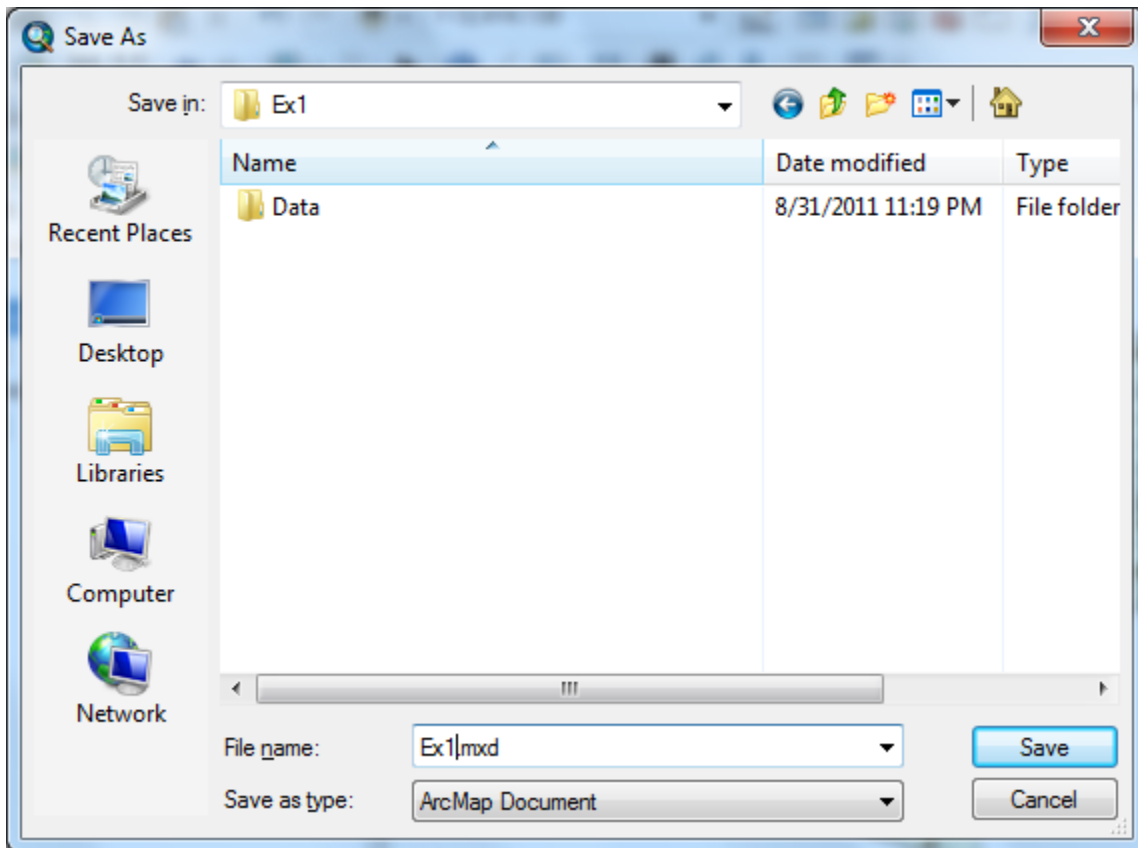 Save As
Save in: Ex1
Name Date modified Type
Data 8/31/2011 11:19 PM File folder
Recent Places
Desktop
Libraries
Computer
Network
File name: Ex1.mxd Save
Save as type: ArcMap Document Cancel